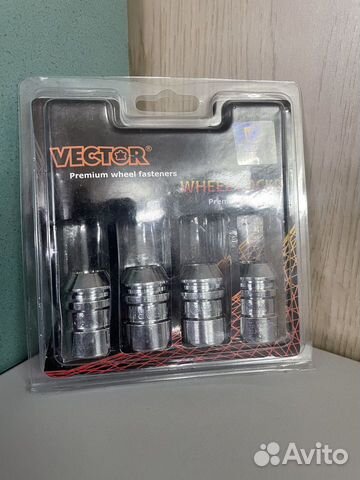 VECTOR®
Premium wheel fasteners
WHEEL
Avito